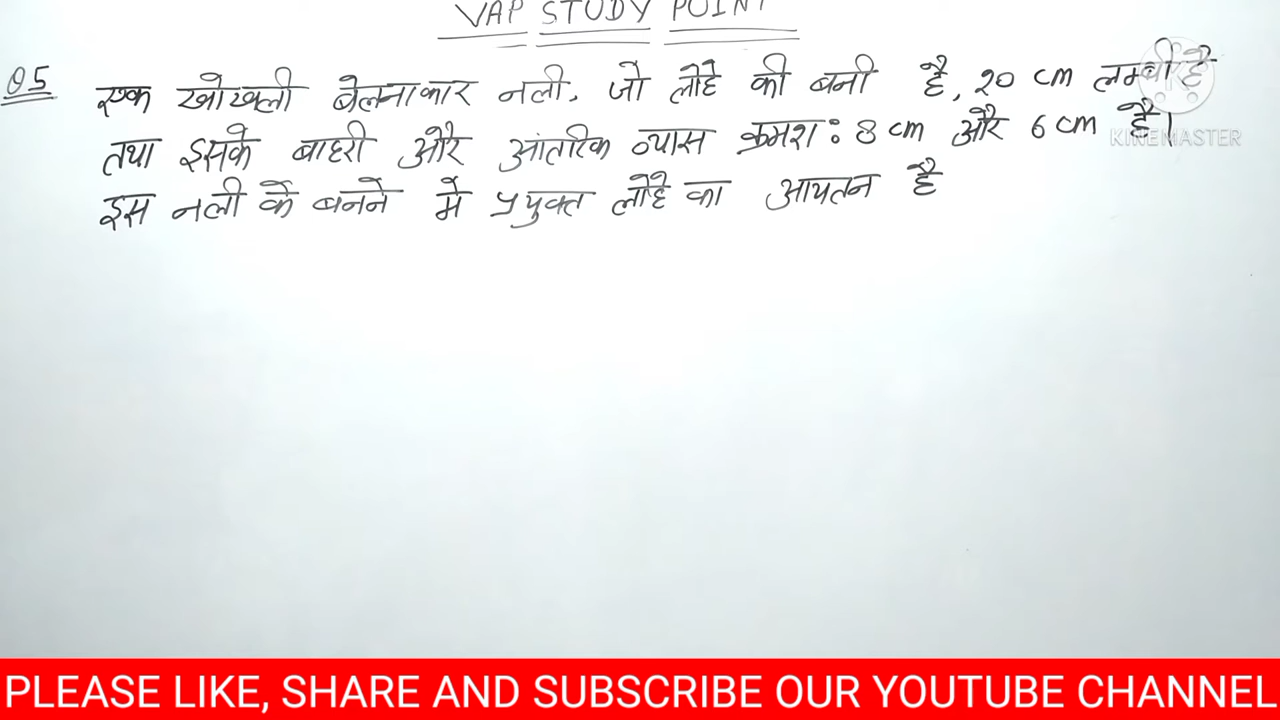 VAP STUDY POINT
Q5 एक खोखली बेलनाकार नली, जो लोहे की बनी है, 20 cm लम्बी है
तथा इसके बाहरी और आंतरिक व्यास क्रमश: 8 cm और 6 cm है।
इस नली के बनने मे प्रयुक्त लोहे का आयतन है
KINEMASTER
PLEASE LIKE, SHARE AND SUBSCRIBE OUR YOUTUBE CHANNEL